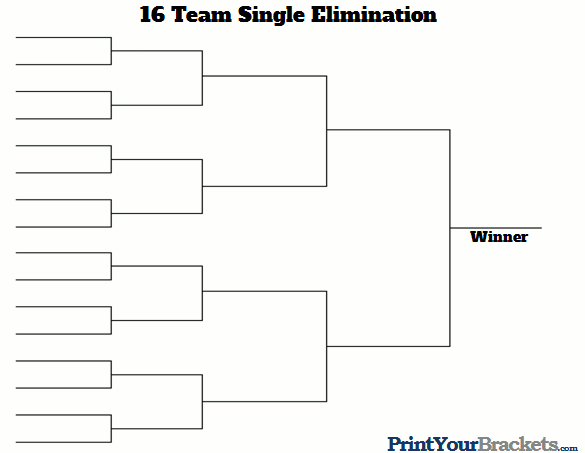 16 Team Single Elimination
Winner
PrintYourBrackets.com